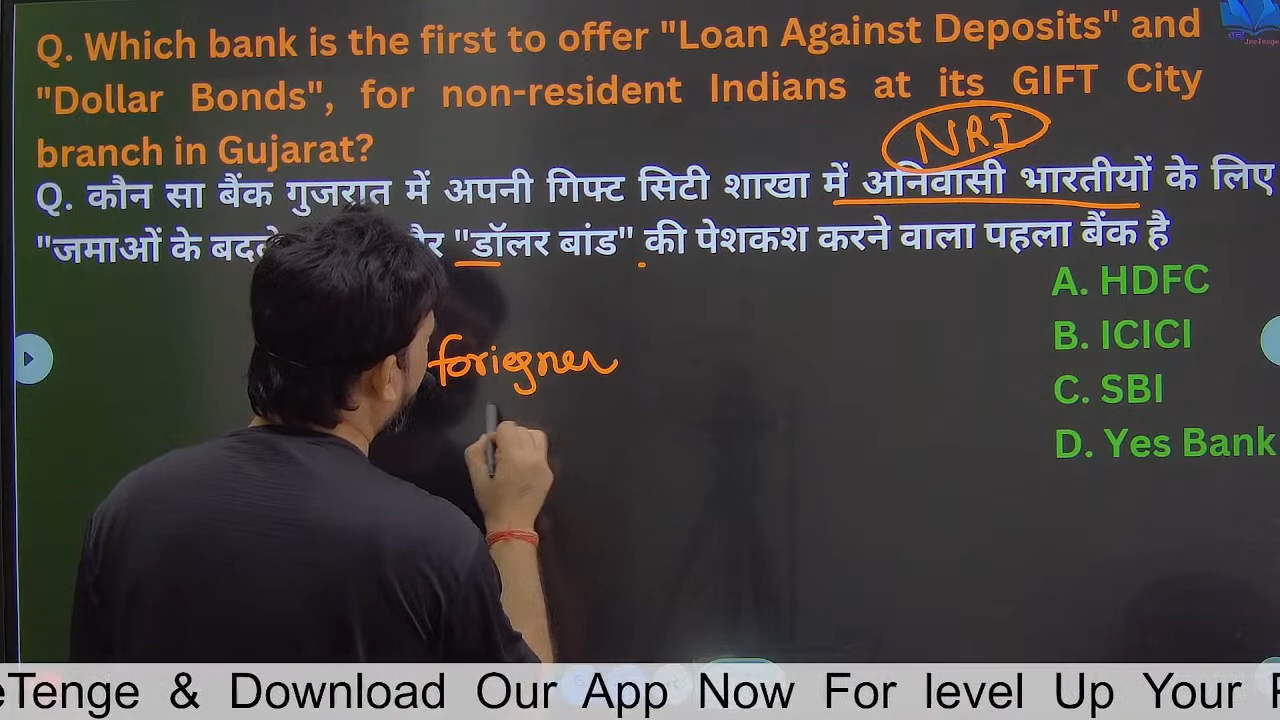 Q. Which bank is the first to offer "Loan Against Deposits" and
"Dollar Bonds", for non-resident Indians at its GIFT City
branch in Gujarat?
NRI
Q. कौन सा बैंक गुजरात में अपनी गिफ्ट सिटी शाखा में अनिवासी भारतीयों के लिए
"जमाओं के "डॉलर बांड" की पेशकश करने वाला पहला बैंक है
A. HDFC
B. ICICI
C. SBI
D. Yes Bank
foriegner
eTenge & Download Our App Now For level Up Your